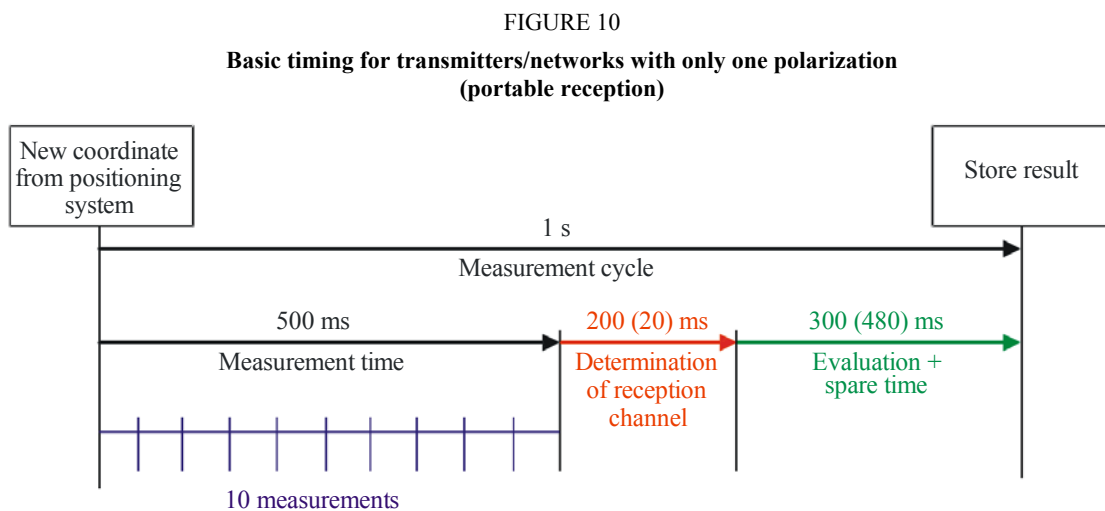 FIGURE 10
Basic timing for transmitters/networks with only one polarization
(portable reception)
New coordinate
from positioning
system
Store result
1 s
Measurement cycle
500 ms
200 (20) ms
300 (480) ms
Measurement time
Determination
of reception
channel
Evaluation +
spare time
10 measurements